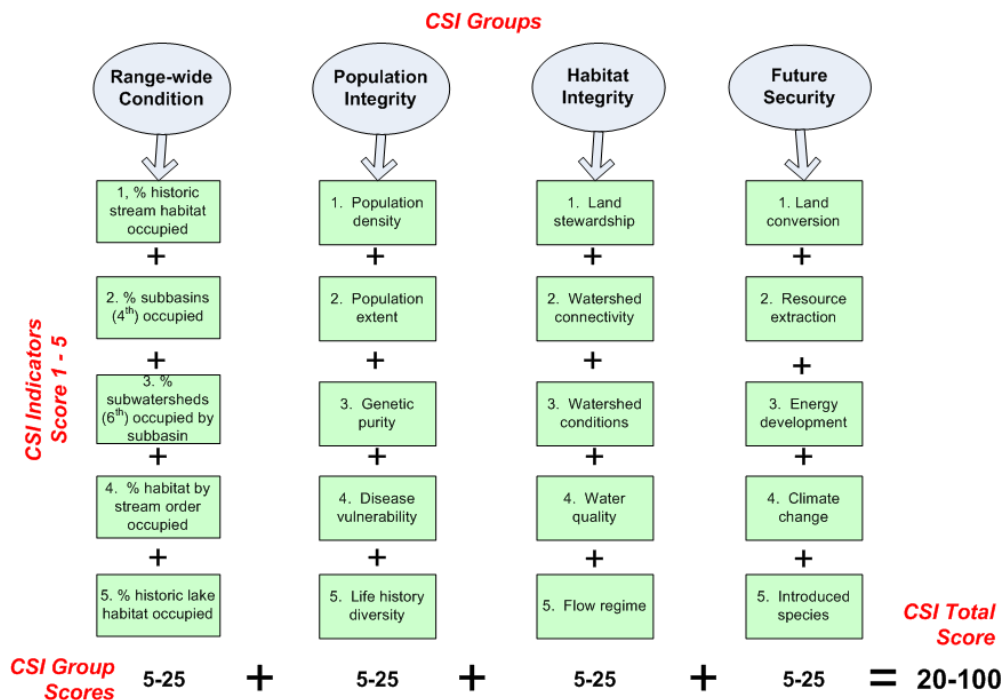 CSI Groups
Range-wide
Condition
Population
Integrity
Habitat
Integrity
Future
Security
1, % historic
stream habitat
occupied
+
2. % subbasins
(4th) occupied
+
3. %
subwatersheds
(6th) occupied by
subbasin
+
4. % habitat by
stream order
occupied
+
5. % historic lake
habitat occupied
1. Population
density
+
2. Population
extent
+
3. Genetic
purity
+
4. Disease
vulnerability
+
5. Life history
diversity
1. Land
stewardship
+
2. Watershed
connectivity
+
3. Watershed
conditions
+
4. Water
quality
+
5. Flow regime
1. Land
conversion
+
2. Resource
extraction
+
3. Energy
development
+
4. Climate
change
+
5. Introduced
species
CSI Indicators
Score 1 - 5
CSI Total
Score
CSI Group
Scores
5-25 + 5-25 + 5-25 + 5-25 = 20-100